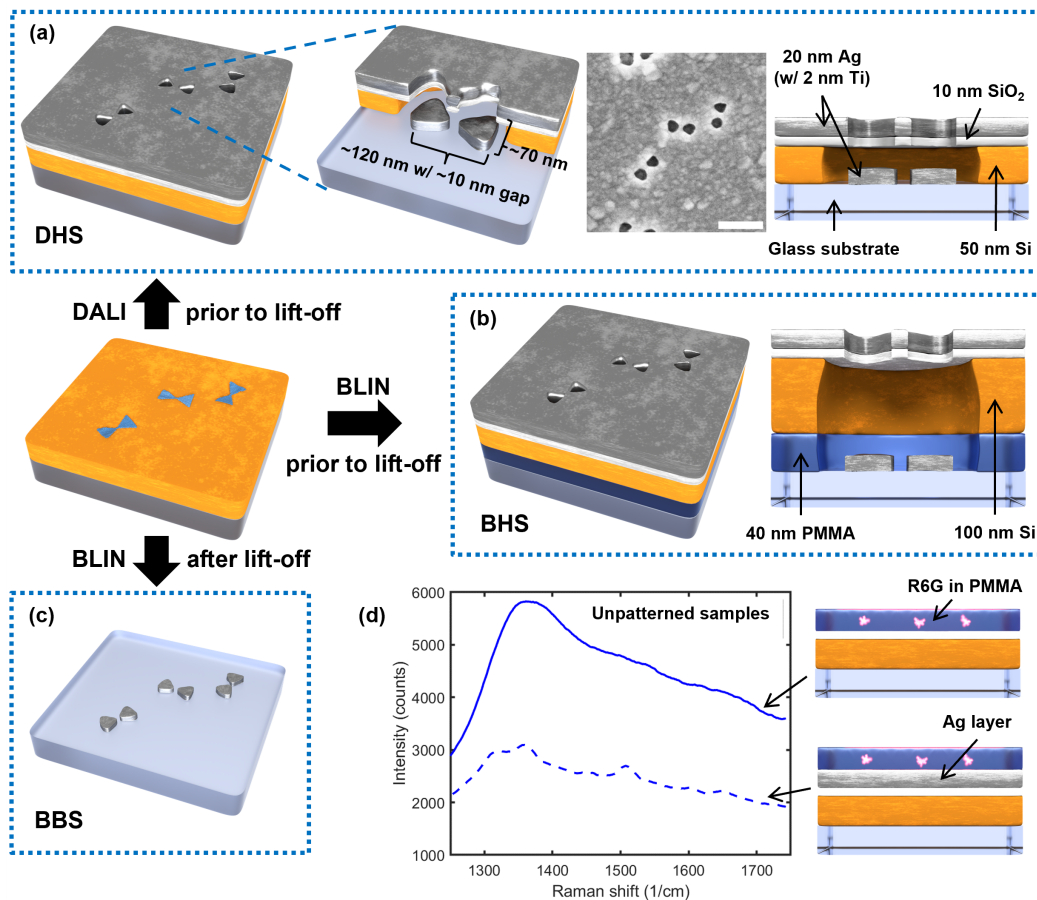 (a)
~70 nm
~120 nm w/ ~10 nm gap
DHS
20 nm Ag
(w/ 2 nm Ti)
10 nm SiO₂
Glass substrate
50 nm Si
DALI
prior to lift-off
BLIN
prior to lift-off
(b)
BHS
40 nm PMMA
100 nm Si
BLIN
after lift-off
(c)
BBS
(d)
Unpatterned samples
6000
5000
4000
3000
2000
1000
Intensity (counts)
1300
1400
1500
1600
1700
Raman shift (1/cm)
R6G in PMMA
Ag layer